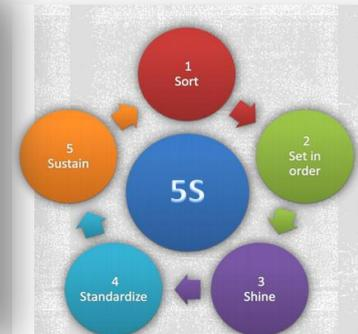 1
Sort
2
Set in
order
3
Shine
4
Standardize
5
Sustain
5S